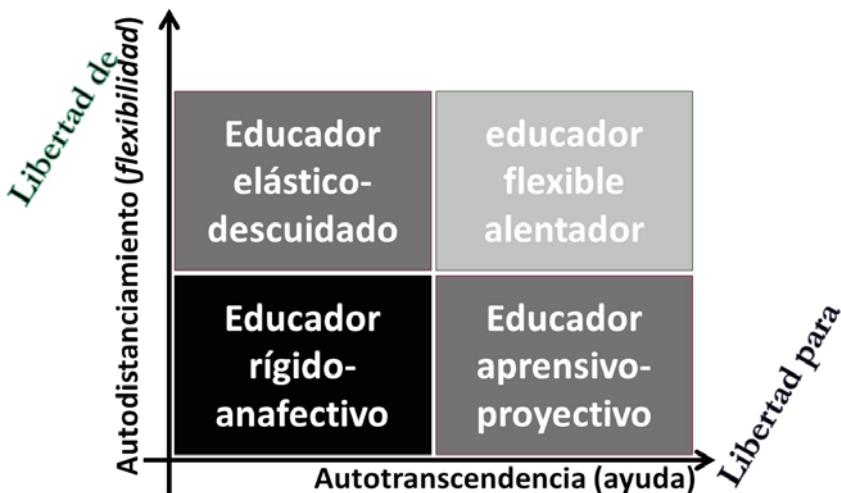 Libertad de
Autodistanciamiento (flexibilidad)
Educador
elástico-
descuidado
educador
flexible
alentador
Educador
rígido-
anafectivo
Educador
aprensivo-
proyectivo
Autotranscendencia (ayuda)
Libertad para